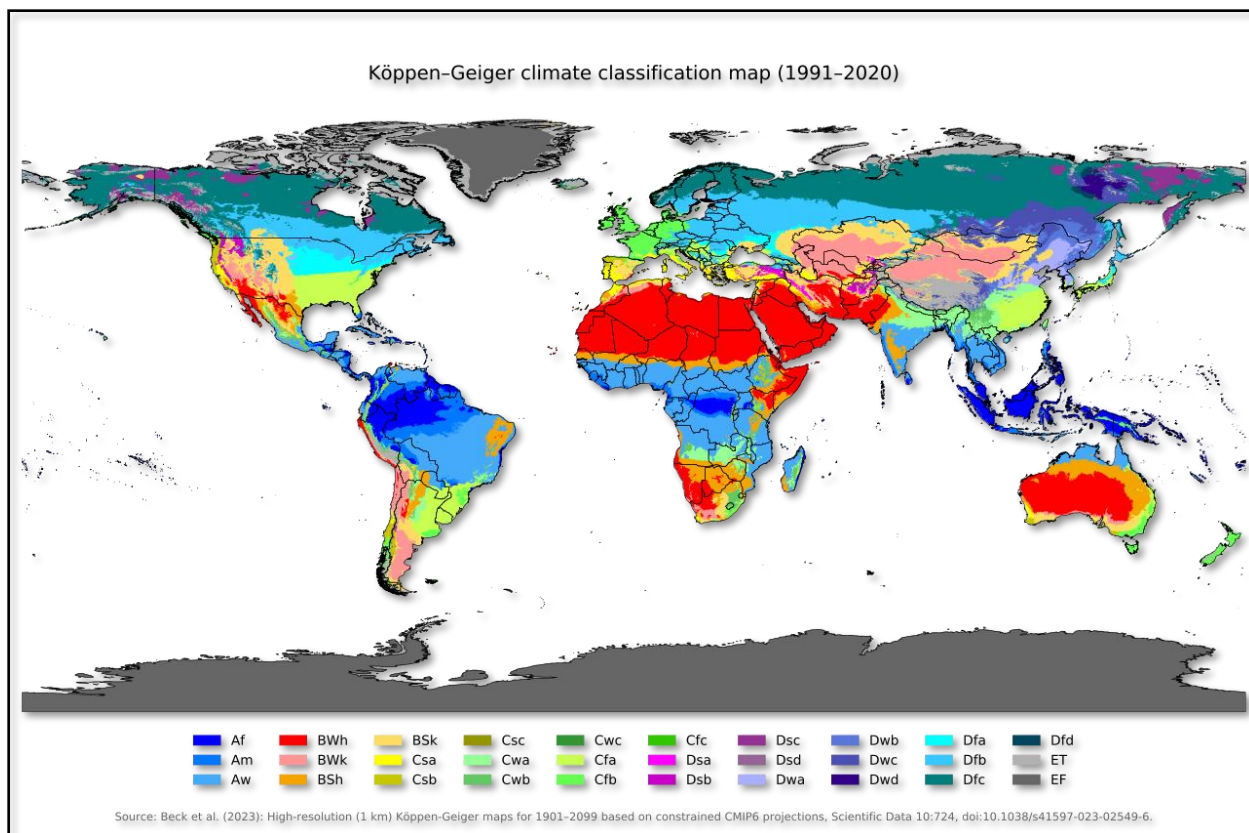 Köppen–Geiger climate classification map (1991–2020)
Af BWh BSk Csc Cwc Cfc Dsc Dwb Dfa Dfd
Am BWk Csa Cwa Cfa Dsa Dsd Dwc Dfb ET
Aw BSh Csb Cwb Cfb Dsb Dwa Dwd Dfc EF
Source: Beck et al. (2023): High-resolution (1 km) Köppen-Geiger maps for 1901–2099 based on constrained CMIP6 projections, Scientific Data 10:724, doi:10.1038/s41597-023-02549-6.